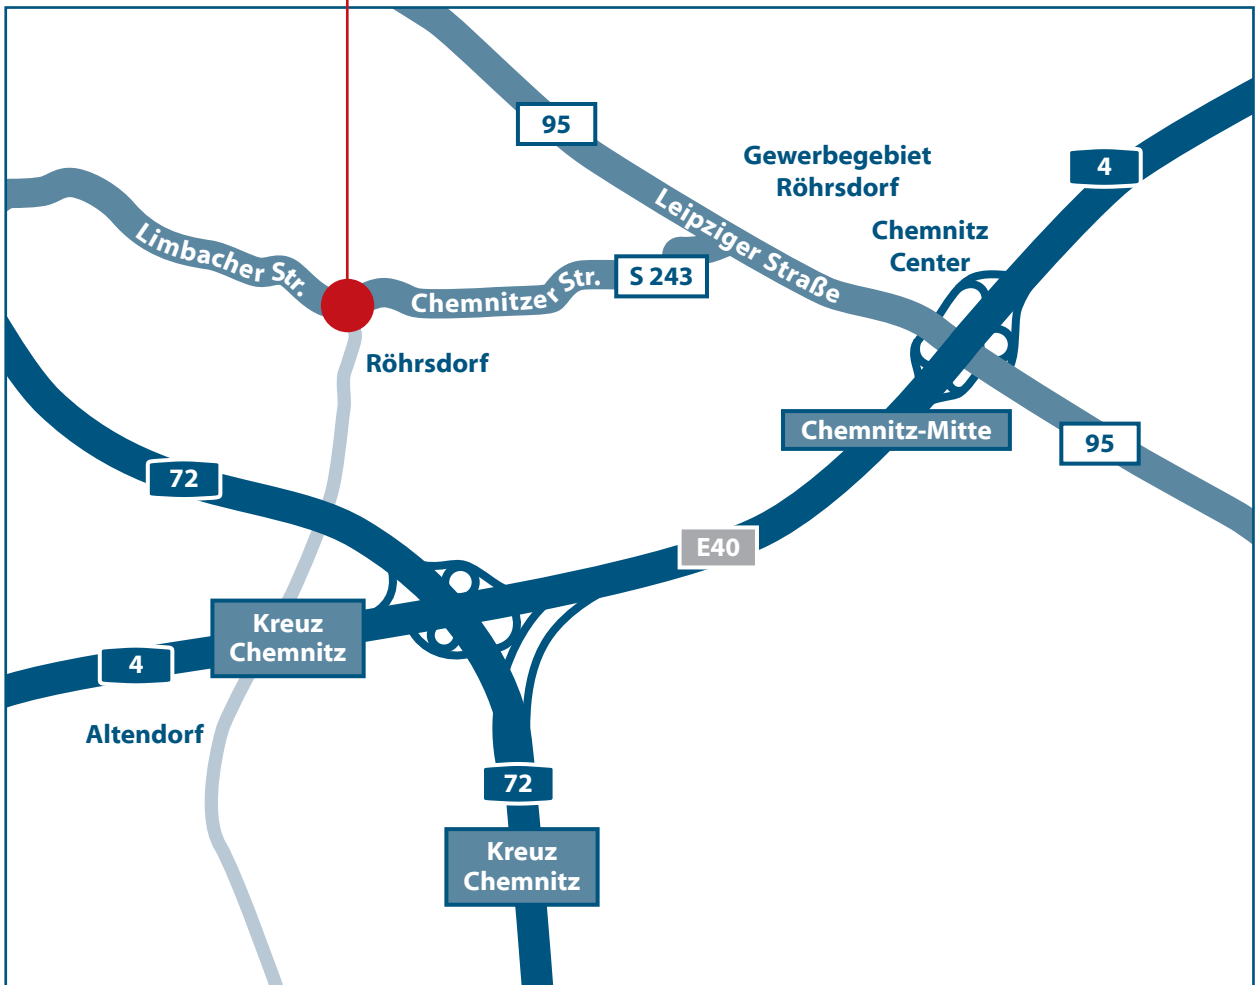 95
Gewerbegebiet
Röhrsdorf
4
Leipziger Straße
Chemnitz
Center
Limbacher Str.
S 243
Chemnitzer Str.
Röhrsdorf
Chemnitz-Mitte
95
72
E40
Kreuz
Chemnitz
4
Altendorf
72
Kreuz
Chemnitz